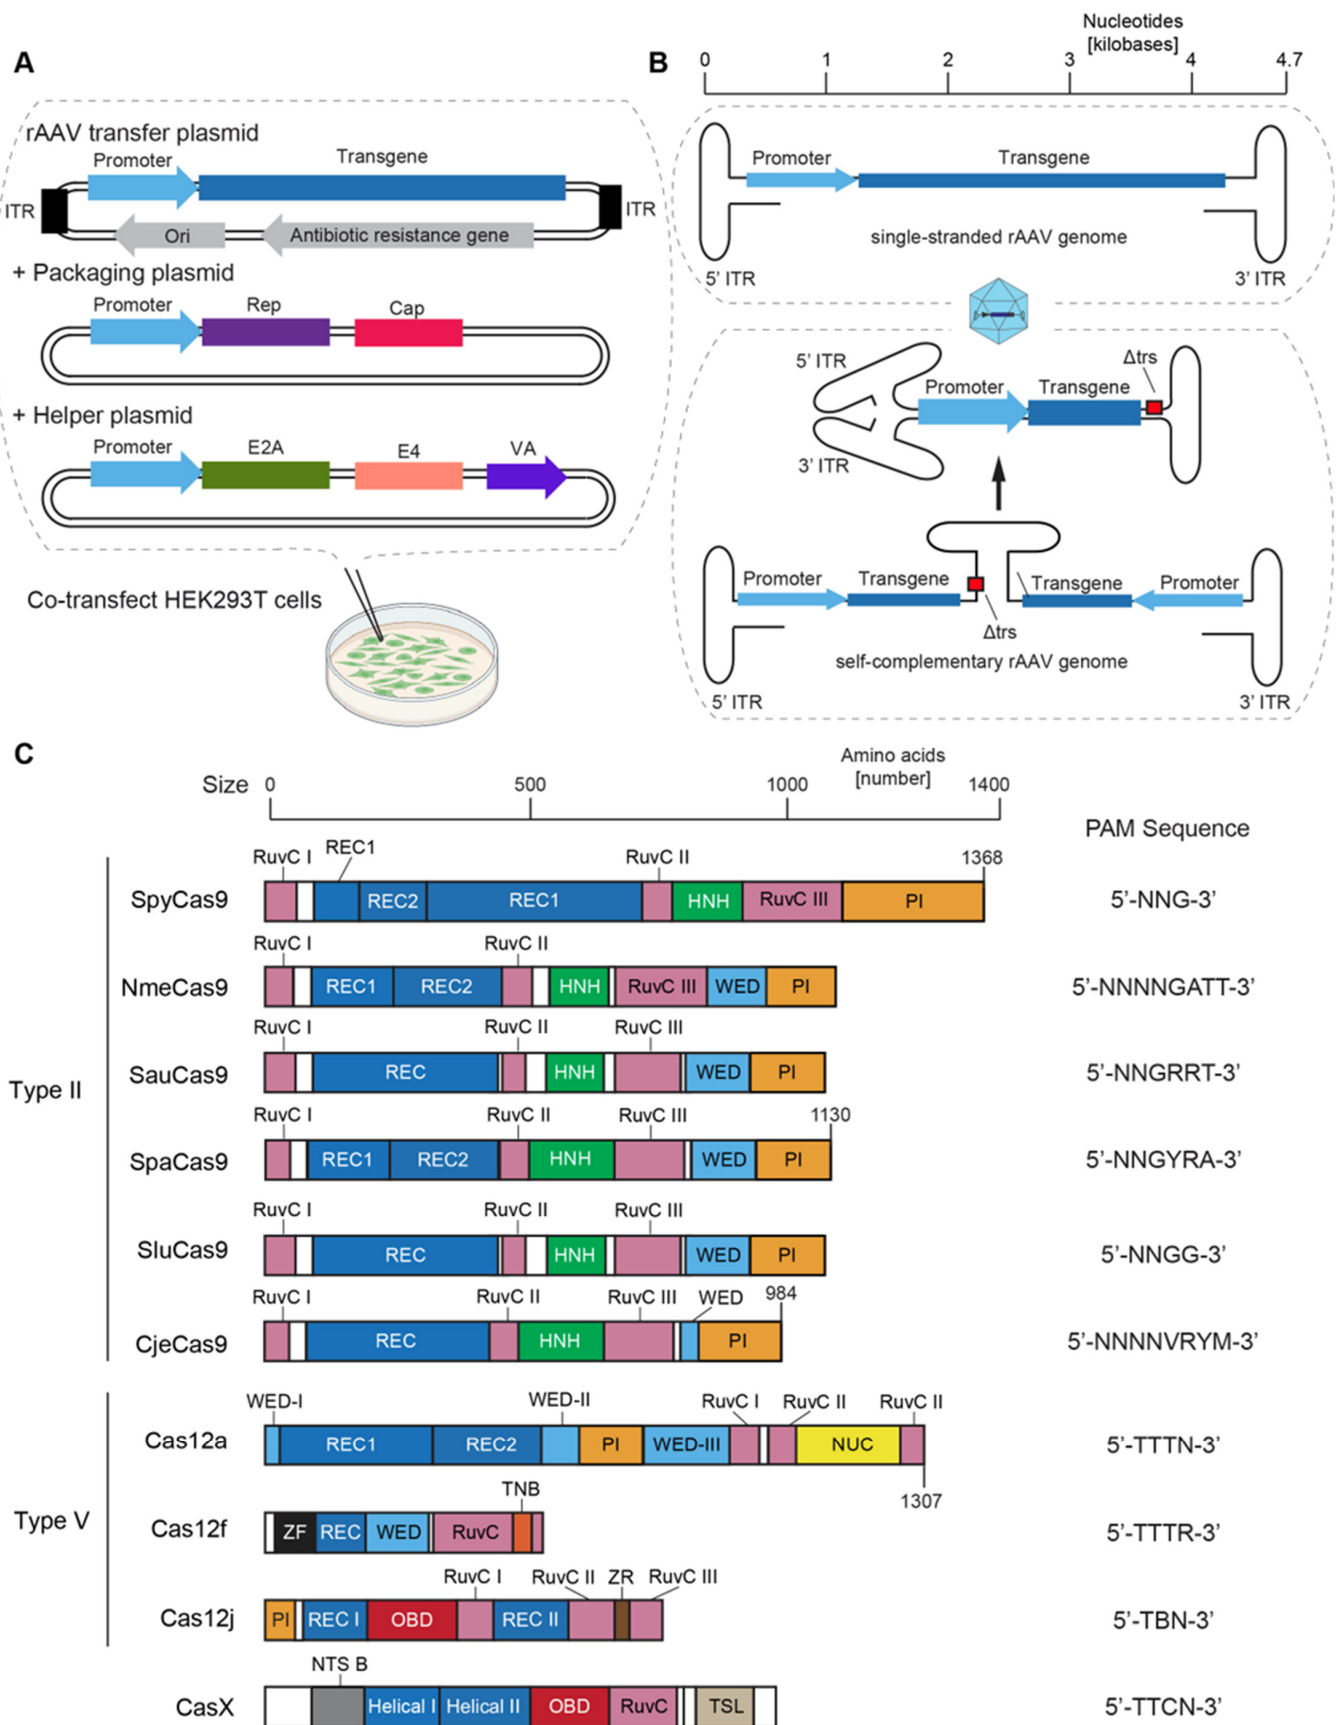 A
rAAV transfer plasmid
Promoter Transgene
ITR ITR
Ori Antibiotic resistance gene
+ Packaging plasmid
Promoter Rep Cap
+ Helper plasmid
Promoter E2A E4 VA
Co-transfect HEK293T cells
B
Nucleotides
[kilobases]
0 1 2 3 4 4.7
Promoter Transgene
single-stranded rAAV genome
5’ ITR 3’ ITR
5’ ITR Δtrs
Promoter Transgene
3’ ITR
Promoter Transgene Transgene Promoter
Δtrs
self-complementary rAAV genome
5’ ITR 3’ ITR
C
Amino acids
[number]
Size 0 500 1000 1400
PAM Sequence
Type II
RuvC I REC1 RuvC II 1368
SpyCas9 REC2 REC1 HNH RuvC III PI 5’-NNG-3’
RuvC I RuvC II
NmeCas9 REC1 REC2 HNH RuvC III WED PI 5’-NNNNGATT-3’
RuvC I RuvC II RuvC III
SauCas9 REC HNH WED PI 5’-NNGRRT-3’
RuvC I RuvC II RuvC III 1130
SpaCas9 REC1 REC2 HNH WED PI 5’-NNGYRA-3’
RuvC I RuvC II RuvC III
SluCas9 REC HNH WED PI 5’-NNGG-3’
RuvC I RuvC II RuvC III WED 984
CjeCas9 REC HNH PI 5’-NNNNVRYM-3’
Type V
WED-I WED-II RuvC I RuvC II RuvC II
Cas12a REC1 REC2 PI WED-III NUC 5’-TTTN-3’
1307
TNB
Cas12f ZF REC WED RuvC 5’-TTTR-3’
RuvC I RuvC II ZR RuvC III
Cas12j PI REC I OBD REC II 5’-TBN-3’
NTS B
CasX Helical I Helical II OBD RuvC TSL 5’-TTCN-3’